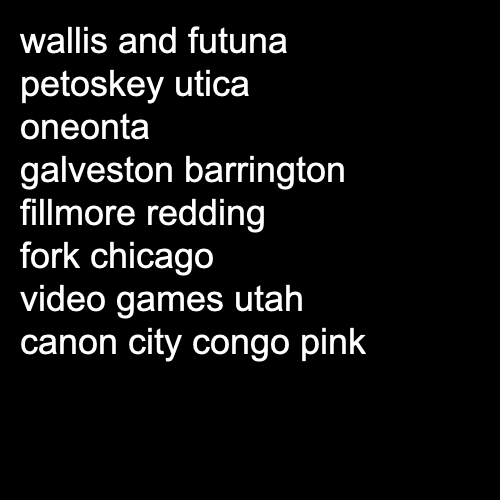 wallis and futuna
petoskey utica
oneonta
galveston barrington
fillmore redding
fork chicago
video games utah
canon city congo pink